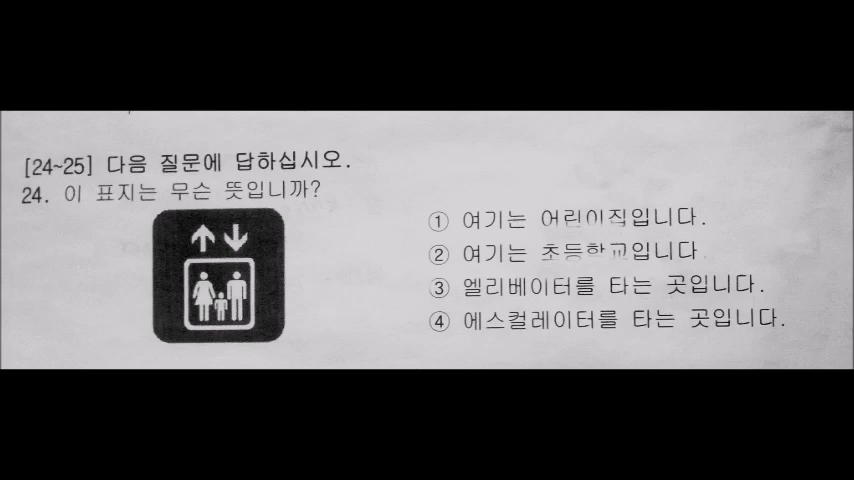 [24~25] 다음 질문에 답하십시오.
24. 이 표지는 무슨 뜻입니까?
① 여기는 어린이집입니다.
② 여기는 초등학교입니다.
③ 엘리베이터를 타는 곳입니다.
④ 에스컬레이터를 타는 곳입니다.